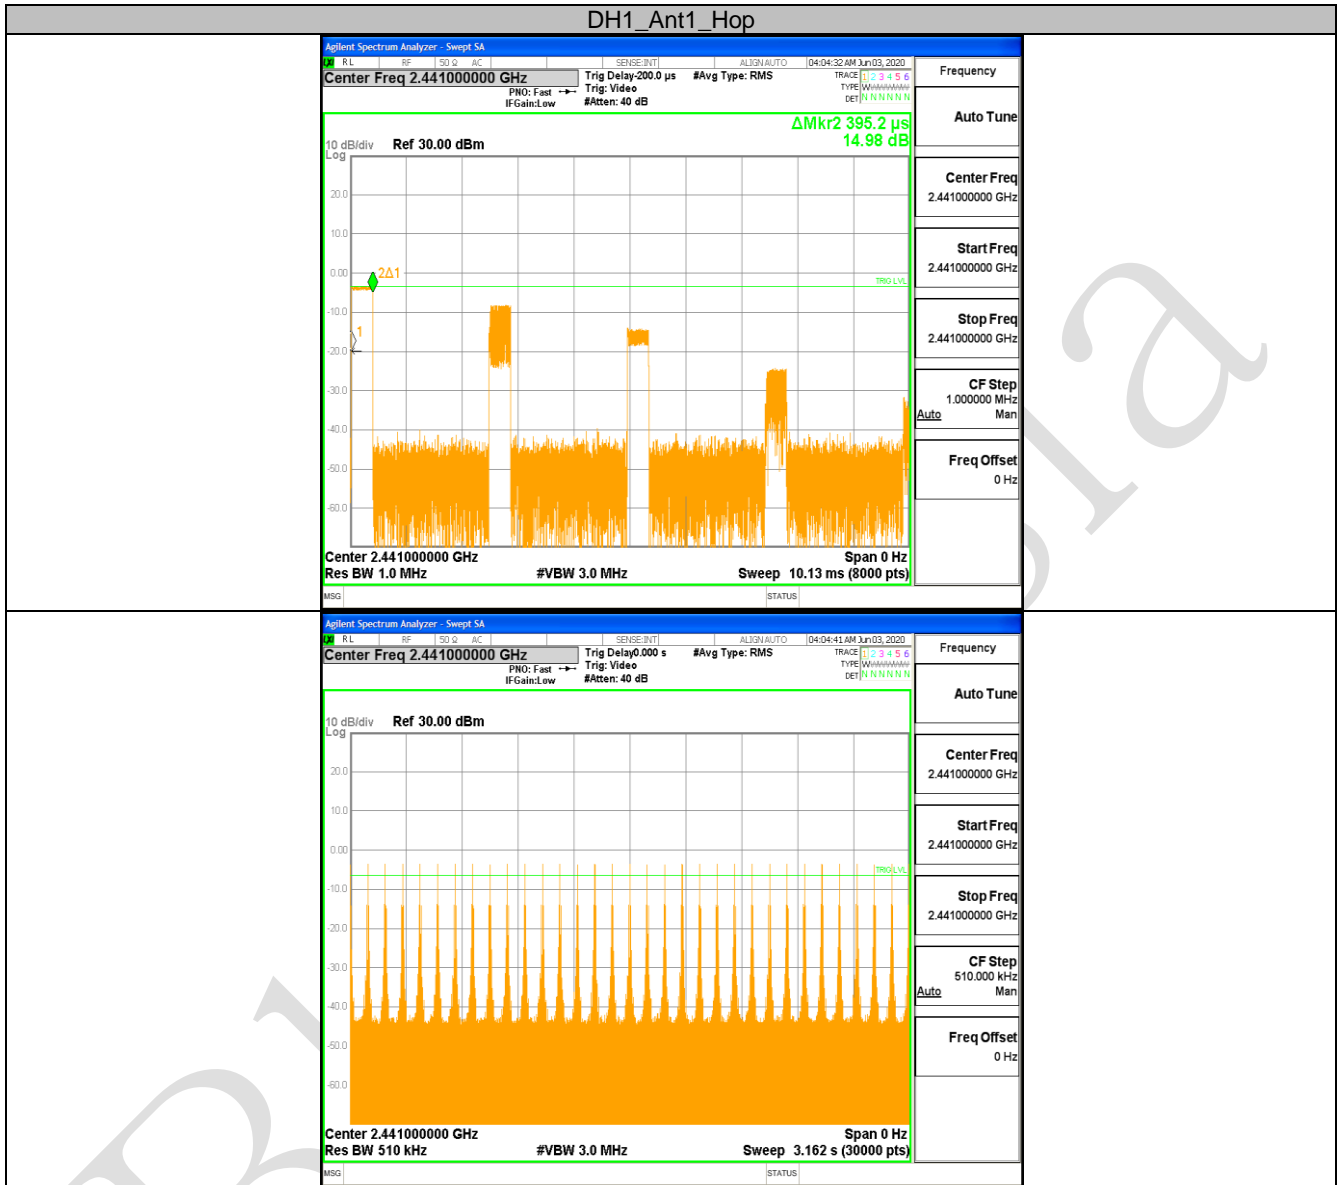 DH1_Ant1_Hop
Agilent Spectrum Analyzer - Swept SA
LXI RL RF 50 Ω AC SENSE:INT ALIGN AUTO 04:04:32 AM Jun 03, 2020
Center Freq 2.441000000 GHz
PNO: Fast
IFGain:Low
Trig Delay-200.0 µs
Trig: Video
#Atten: 40 dB
#Avg Type: RMS
TRACE 1 2 3 4 5 6
TYPE WWWWWWW
DET N N N N N N
ΔMkr2 395.2 µs
14.98 dB
10 dB/div Ref 30.00 dBm
Log
20.0
10.0
0.00
-10.0
-20.0
-30.0
-40.0
-50.0
-60.0
2Δ1
1
TRIG LVL
Center 2.441000000 GHz Span 0 Hz
Res BW 1.0 MHz #VBW 3.0 MHz Sweep 10.13 ms (8000 pts)
MSG STATUS
Frequency
Auto Tune
Center Freq
2.441000000 GHz
Start Freq
2.441000000 GHz
Stop Freq
2.441000000 GHz
CF Step
1.000000 MHz
Auto Man
Freq Offset
0 Hz
Agilent Spectrum Analyzer - Swept SA
LXI RL RF 50 Ω AC SENSE:INT ALIGN AUTO 04:04:41 AM Jun 03, 2020
Center Freq 2.441000000 GHz
PNO: Fast
IFGain:Low
Trig Delay0.000 s
Trig: Video
#Atten: 40 dB
#Avg Type: RMS
TRACE 1 2 3 4 5 6
TYPE WWWWWWW
DET N N N N N N
10 dB/div Ref 30.00 dBm
Log
20.0
10.0
0.00
-10.0
-20.0
-30.0
-40.0
-50.0
-60.0
TRIG LVL
Center 2.441000000 GHz Span 0 Hz
Res BW 510 kHz #VBW 3.0 MHz Sweep 3.162 s (30000 pts)
MSG STATUS
Frequency
Auto Tune
Center Freq
2.441000000 GHz
Start Freq
2.441000000 GHz
Stop Freq
2.441000000 GHz
CF Step
510.000 kHz
Auto Man
Freq Offset
0 Hz